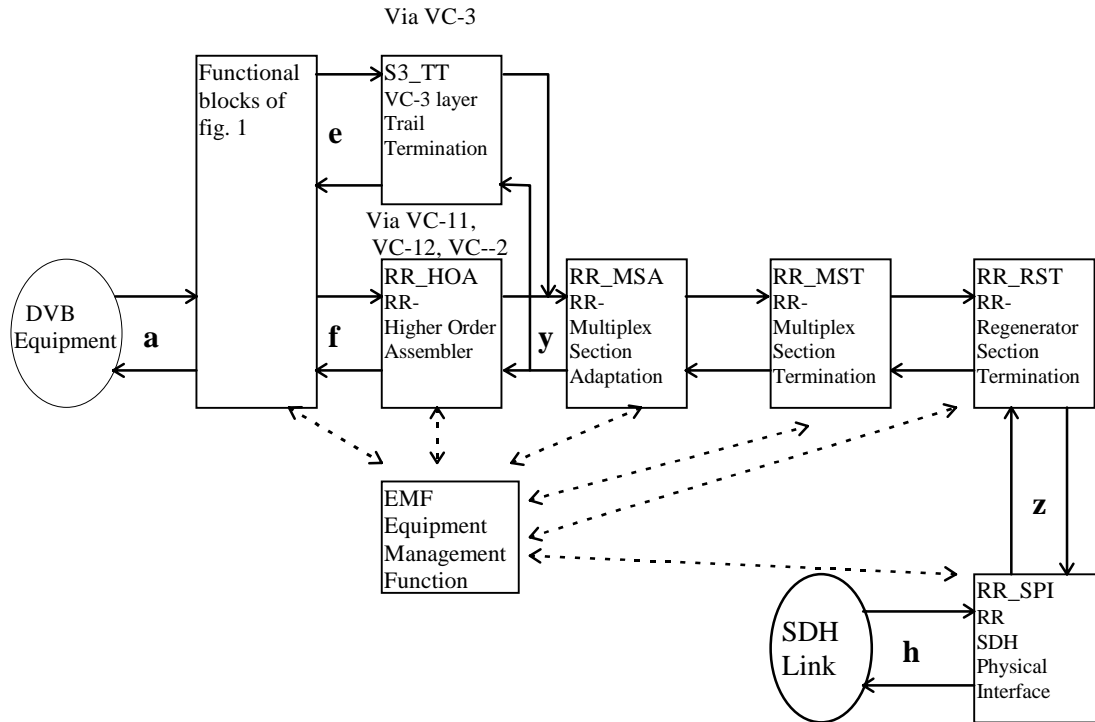 Via VC-3
Functional
blocks of
fig. 1
e
S3_TT
VC-3 layer
Trail
Termination
Via VC-11,
VC-12, VC--2
DVB
Equipment
a
f
RR_HOA
RR-
Higher Order
Assembler
y
RR_MSA
RR-
Multiplex
Section
Adaptation
RR_MST
RR-
Multiplex
Section
Termination
RR_RST
RR-
Regenerator
Section
Termination
EMF
Equipment
Management
Function
z
SDH
Link
h
RR_SPI
RR
SDH
Physical
Interface